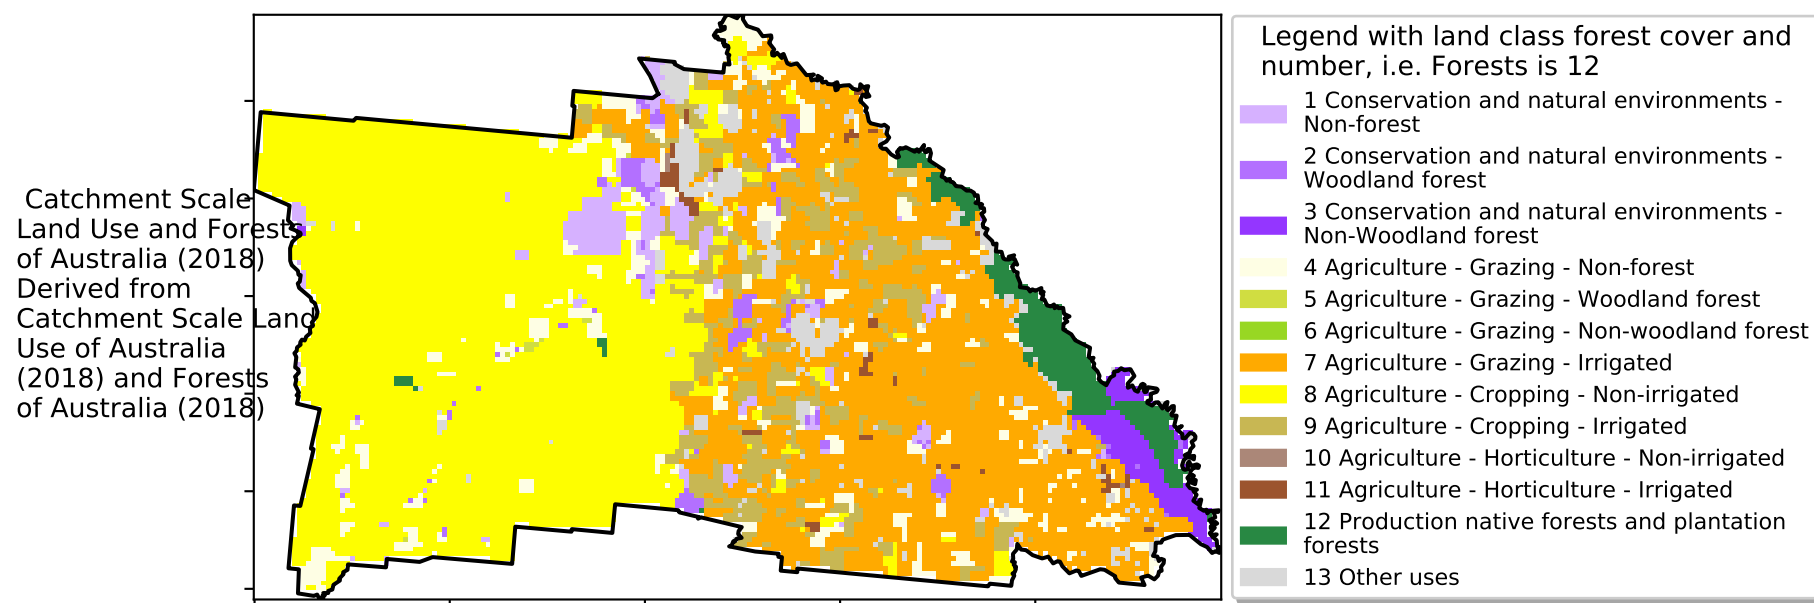 Catchment Scale
Land Use and Forests
of Australia (2018)
Derived from
Catchment Scale Land
Use of Australia
(2018) and Forests
of Australia (2018)
Legend with land class forest cover and
number, i.e. Forests is 12
1 Conservation and natural environments -
Non-forest
2 Conservation and natural environments -
Woodland forest
3 Conservation and natural environments -
Non-Woodland forest
4 Agriculture - Grazing - Non-forest
5 Agriculture - Grazing - Woodland forest
6 Agriculture - Grazing - Non-woodland forest
7 Agriculture - Grazing - Irrigated
8 Agriculture - Cropping - Non-irrigated
9 Agriculture - Cropping - Irrigated
10 Agriculture - Horticulture - Non-irrigated
11 Agriculture - Horticulture - Irrigated
12 Production native forests and plantation
forests
13 Other uses